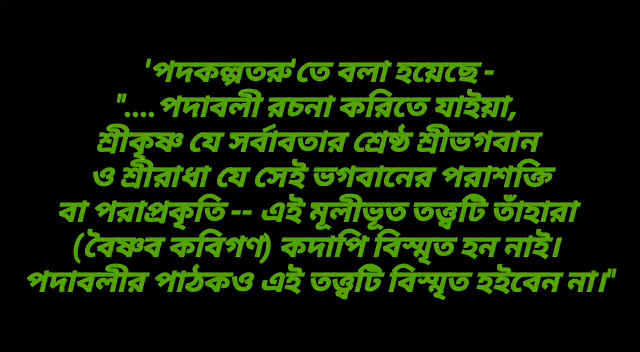 'পদকল্পতরু'তে বলা হয়েছে -
"....পদাবলী রচনা করিতে যাইয়া,
শ্রীকৃষ্ণ যে সর্বাবতার শ্রেষ্ঠ শ্রীভগবান
ও শ্রীরাধা যে সেই ভগবানের পরাশক্তি
বা পরাপ্রকৃতি -- এই মূলীভূত তত্ত্বটি তাঁহারা
(বৈষ্ণব কবিগণ) কদাপি বিস্মৃত হন নাই।
পদাবলীর পাঠকও এই তত্ত্বটি বিস্মৃত হইবেন না।"